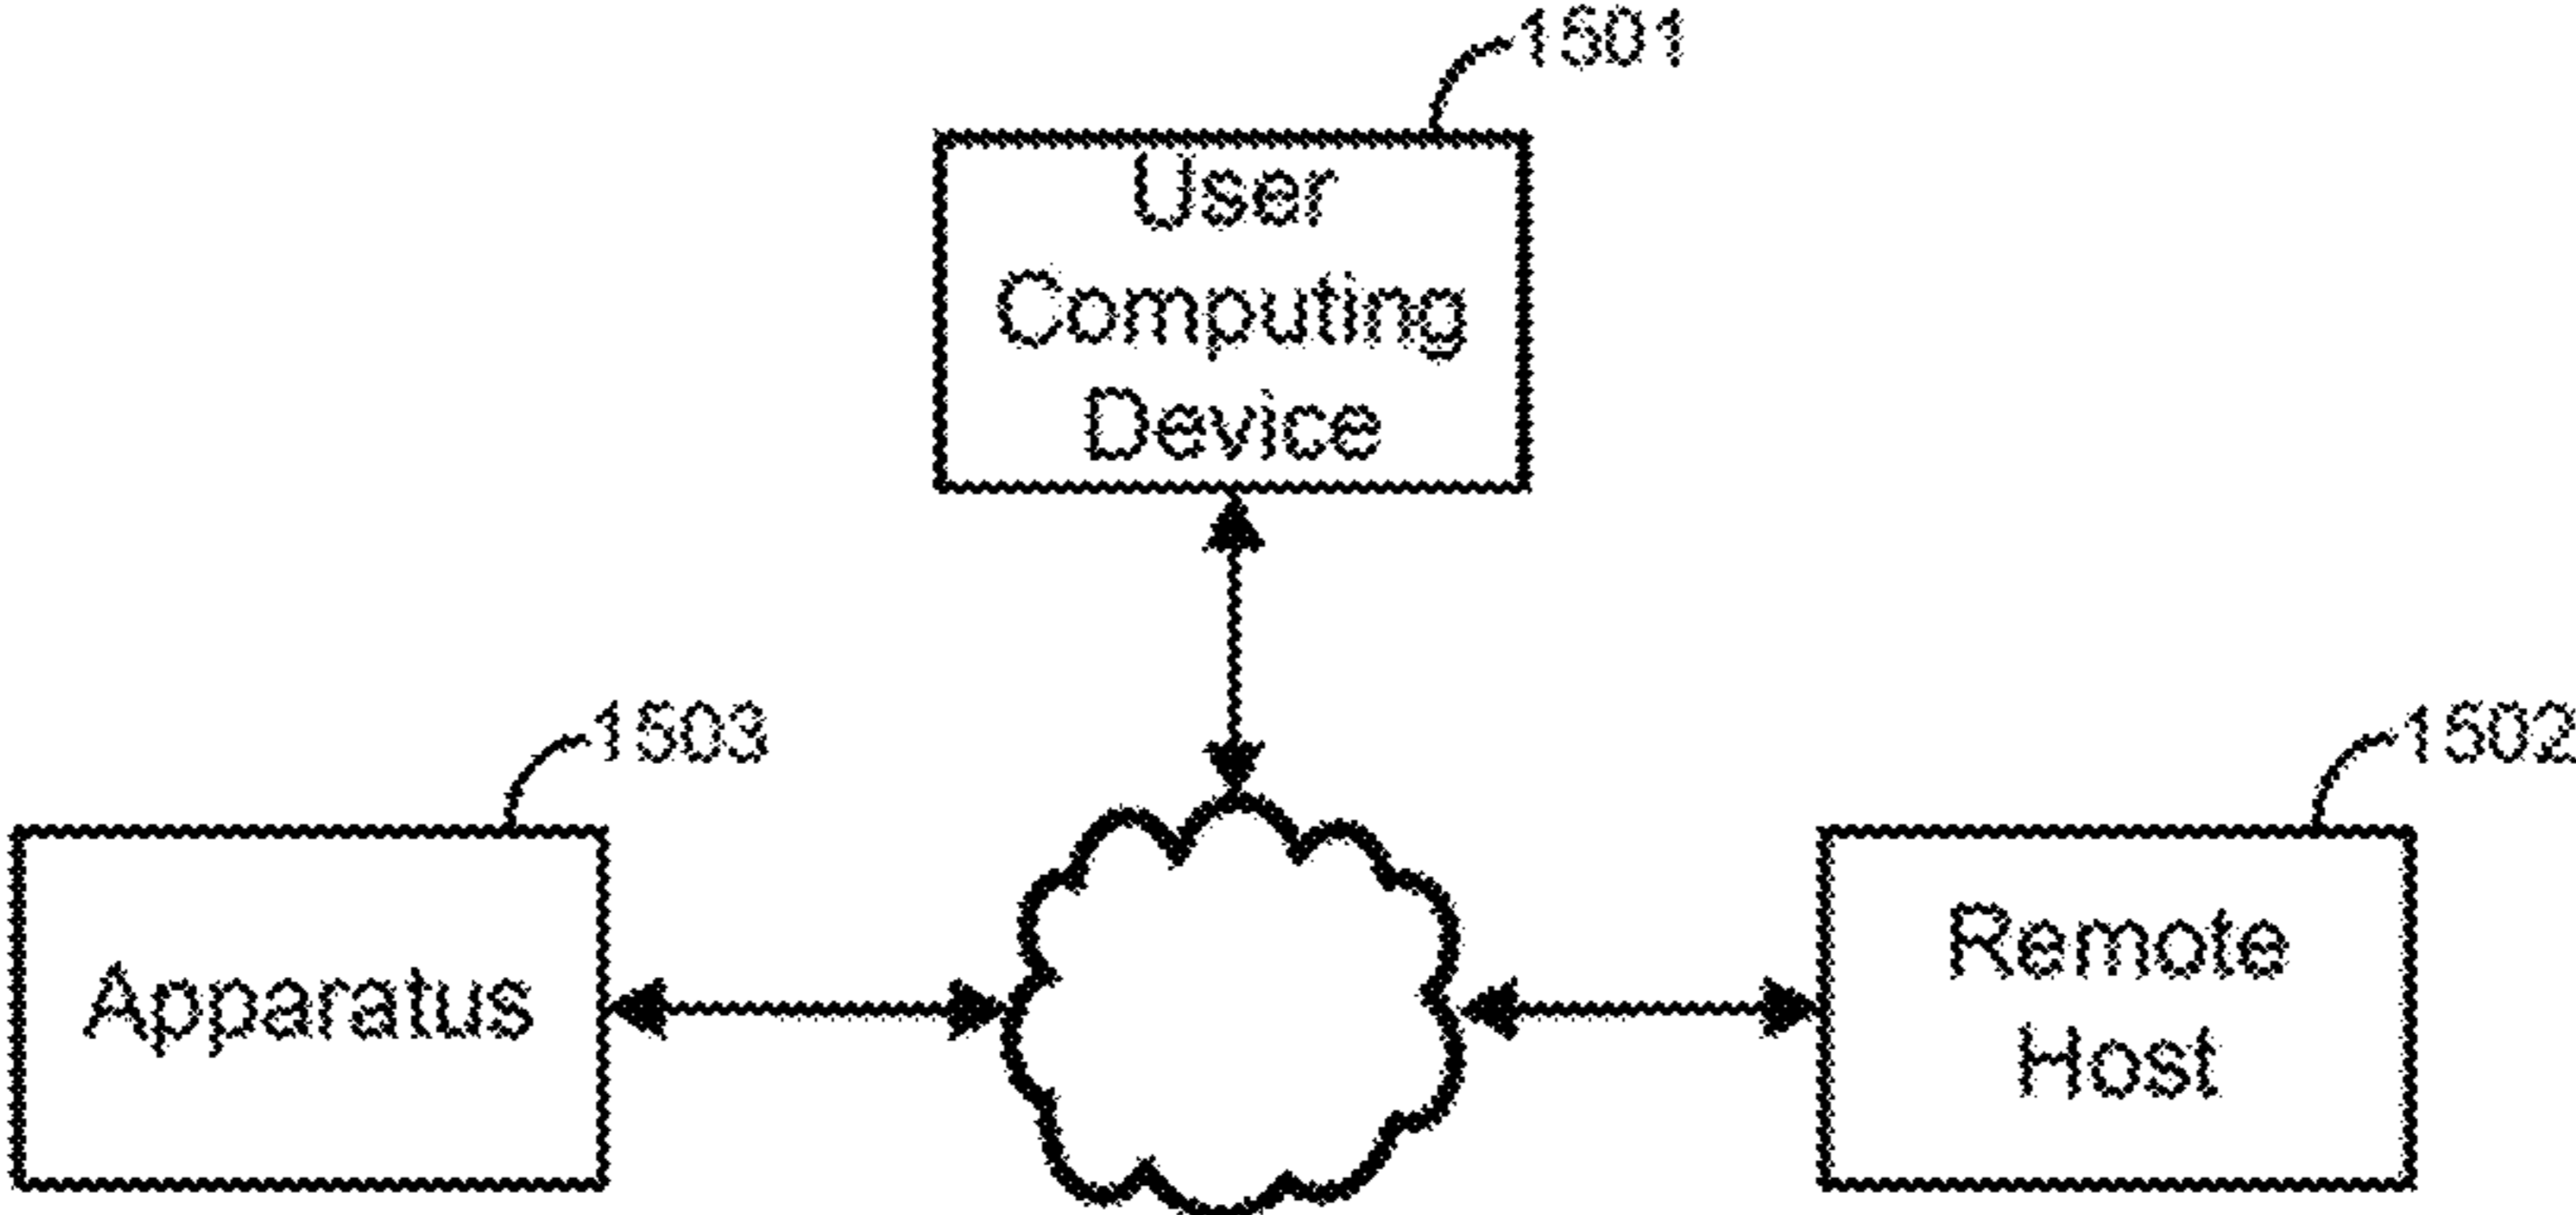 1501
User
Computing
Device
1503
1502
Apparatus
Remote
Host